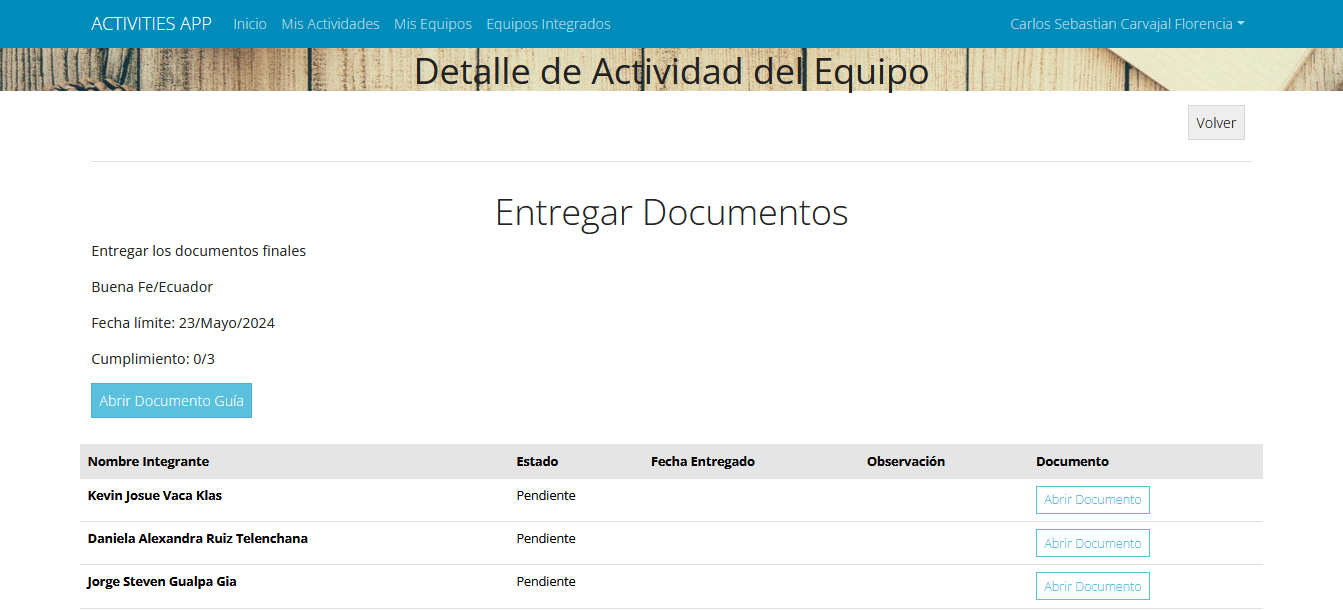 ACTIVITIES APP Inicio Mis Actividades Mis Equipos Equipos Integrados Carlos Sebastian Carvajal Florencia
Detalle de Actividad del Equipo
Volver
Entregar Documentos
Entregar los documentos finales
Buena Fe/Ecuador
Fecha límite: 23/Mayo/2024
Cumplimiento: 0/3
Abrir Documento Guía
Nombre Integrante Estado Fecha Entregado Observación Documento
Kevin Josue Vaca Klas Pendiente Abrir Documento
Daniela Alexandra Ruiz Telenchana Pendiente Abrir Documento
Jorge Steven Gualpa Gia Pendiente Abrir Documento